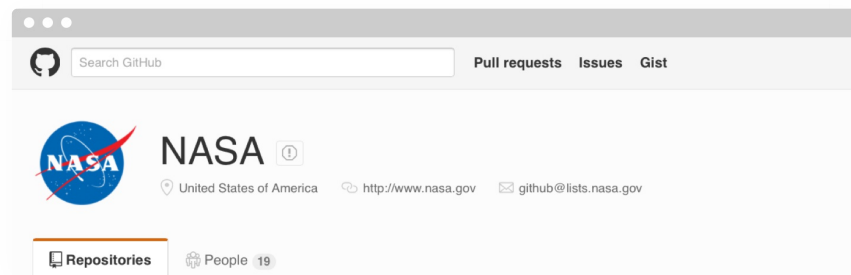 Search GitHub Pull requests Issues Gist
NASA NASA
United States of America http://www.nasa.gov github@lists.nasa.gov
Repositories People 19